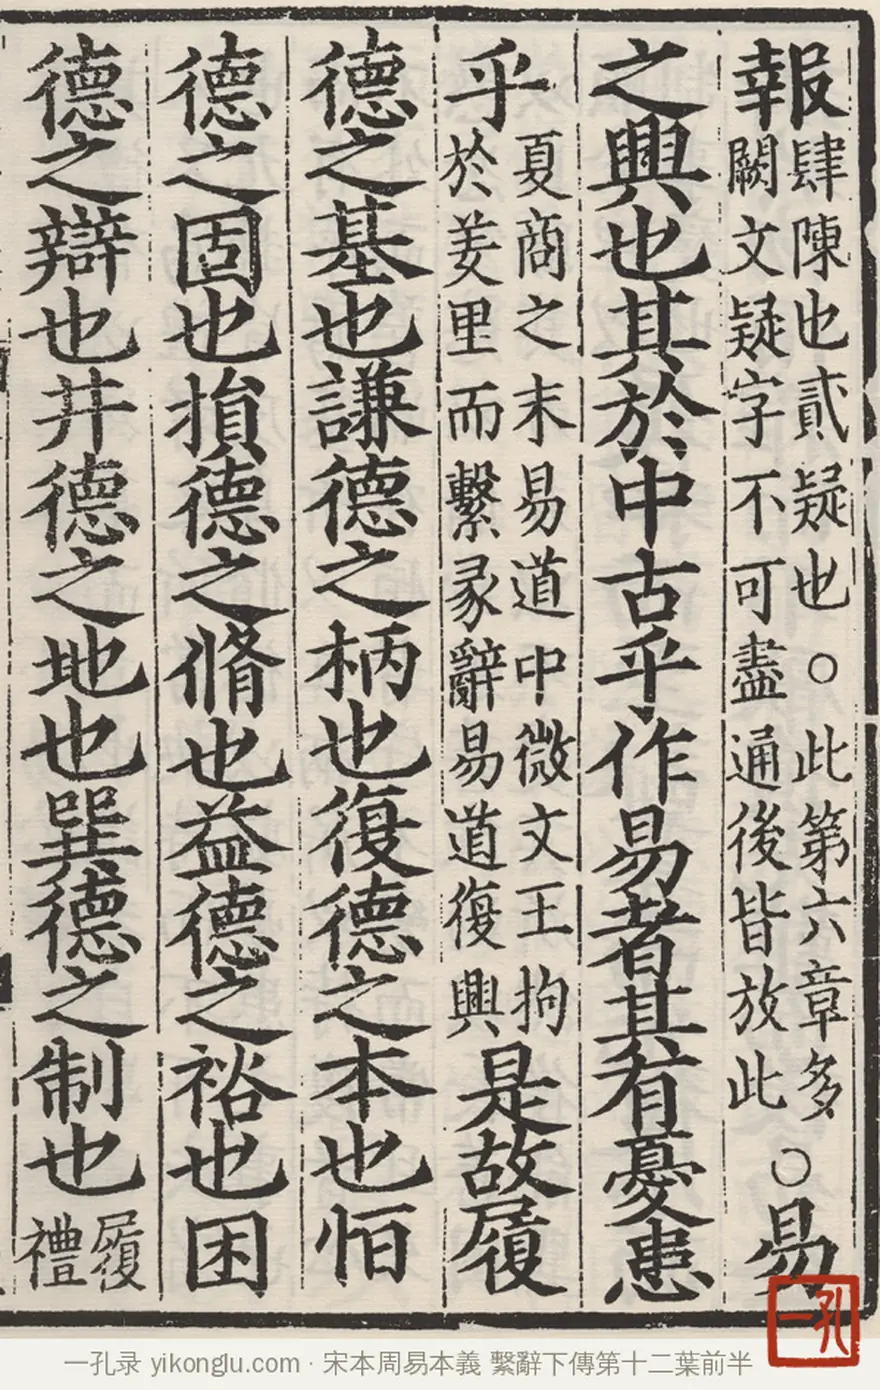 報肆陳也貳疑也○此第六章多闕文疑字不可盡通後皆放此○易
之興也其於中古乎作易者其有憂患
乎夏商之末易道中微文王拘於羑里而繫彖辭易道復興是故履
德之基也謙德之柄也復德之本也恒
德之固也損德之脩也益德之裕也困
德之辯也井德之地也巽德之制也履禮
一孔
一孔录 yikonglu.com · 宋本周易本義 繫辭下傳第十二葉前半